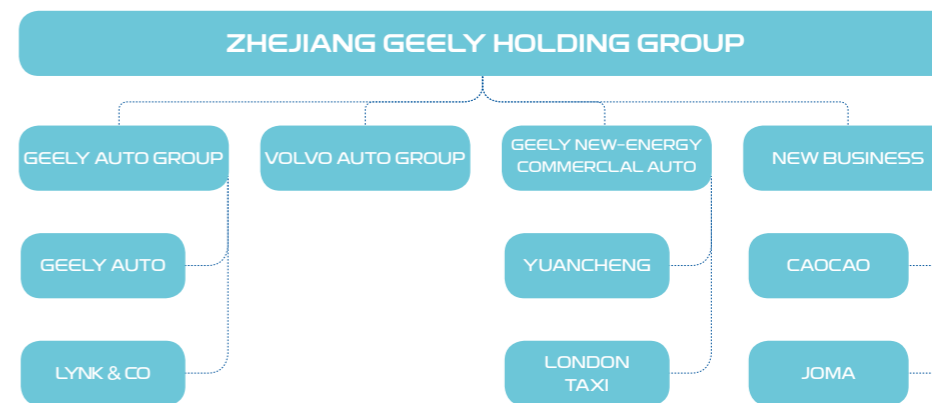 ZHEJIANG GEELY HOLDING GROUP
GEELY AUTO GROUP
VOLVO AUTO GROUP
GEELY NEW-ENERGY
COMMERCLAL AUTO
NEW BUSINESS
GEELY AUTO
YUANCHENG
CAOCAO
LYNK & CO
LONDON
TAXI
JOMA